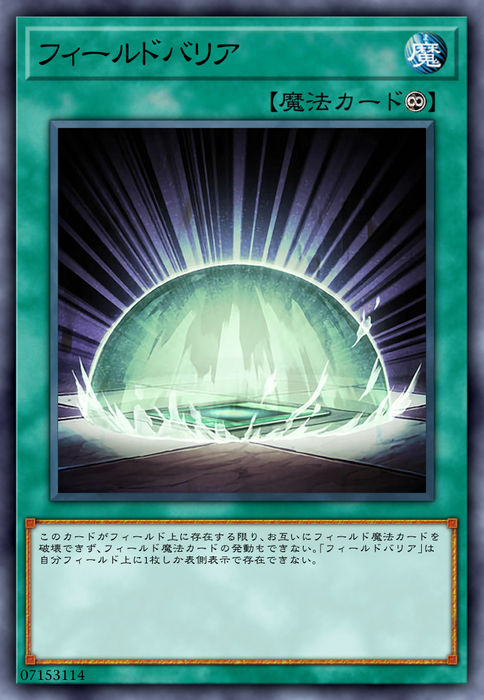 フィールドバリア
魔
【魔法カード♾】
このカードがフィールド上に存在する限り、お互いにフィールド魔法カードを
破壊できず、フィールド魔法カードの発動もできない。「フィールドバリア」は
自分フィールド上に1枚しか表側表示で存在できない。
07153114